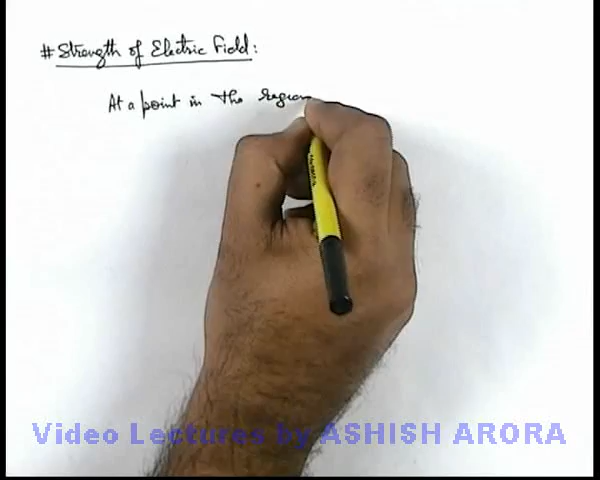 # Strength of Electric Field:
At a point in the region
Video Lectures by ASHISH ARORA